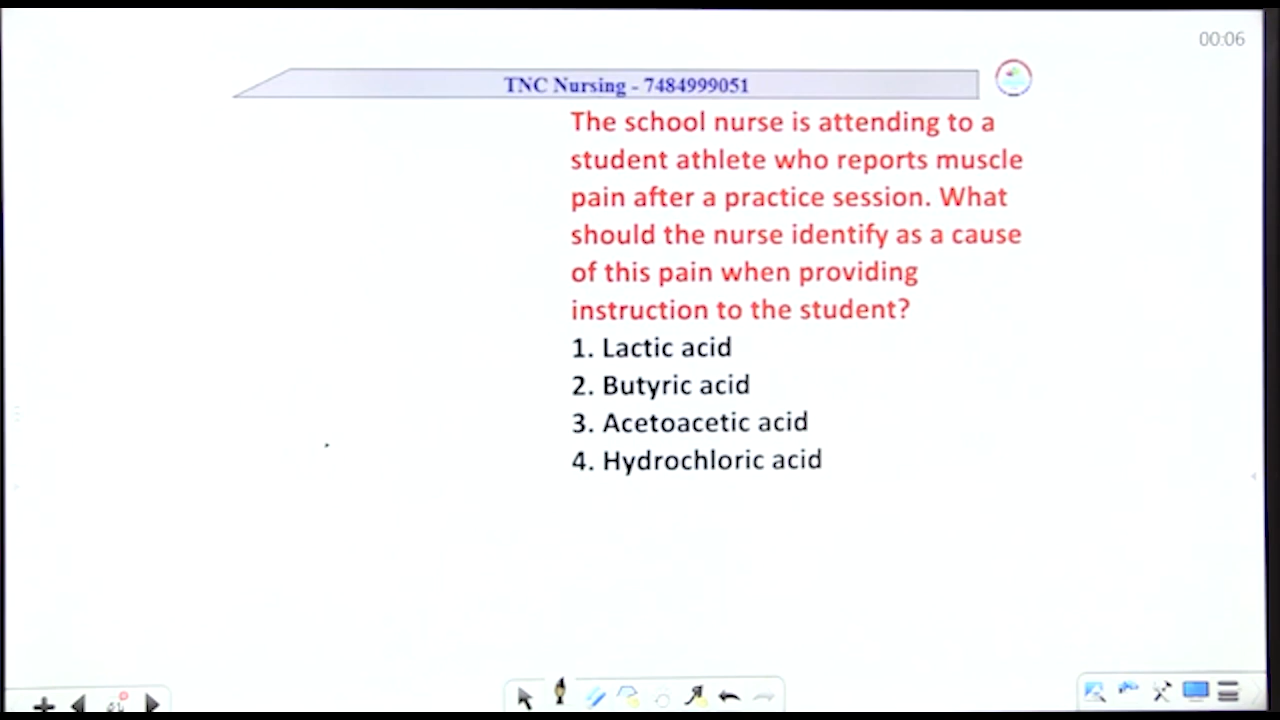 00:06
TNC Nursing - 7484999051
The school nurse is attending to a
student athlete who reports muscle
pain after a practice session. What
should the nurse identify as a cause
of this pain when providing
instruction to the student?
1. Lactic acid
2. Butyric acid
3. Acetoacetic acid
4. Hydrochloric acid